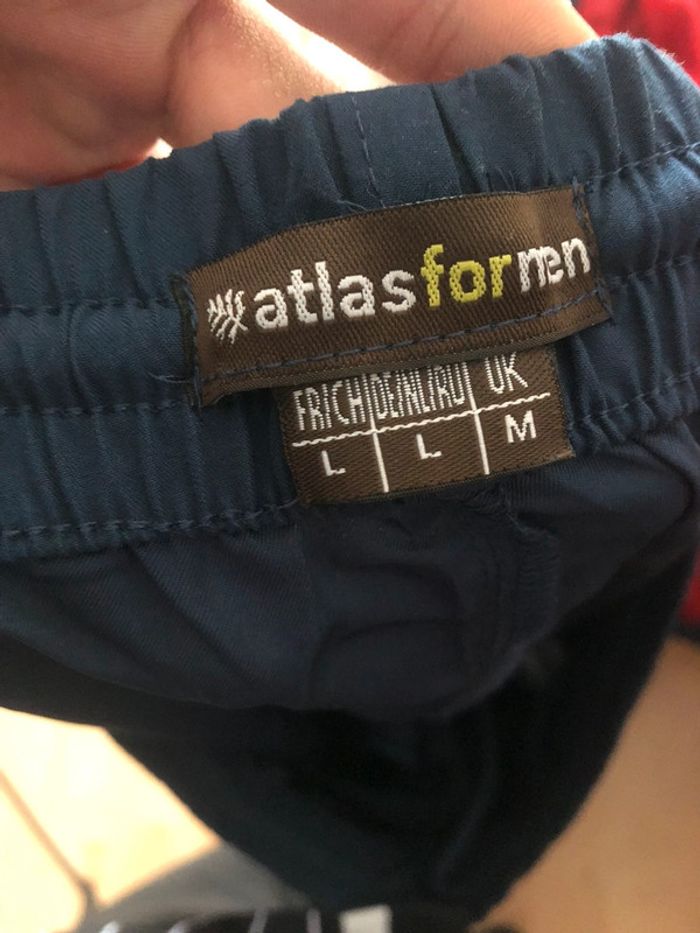 atlasformen
FR/CH DE/NL/RU UK
L L M